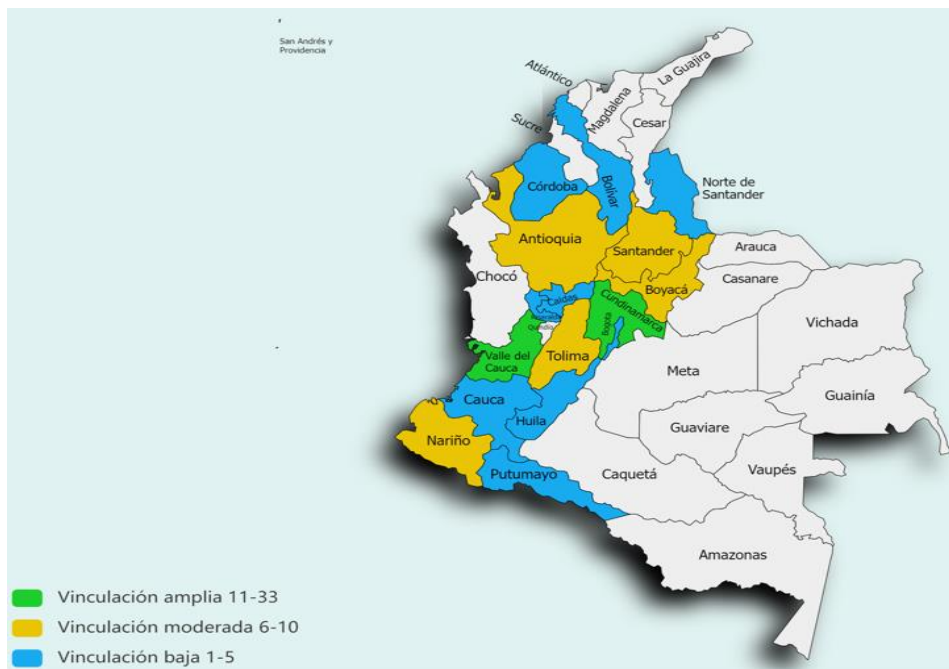 San Andrés y
Providencia
La Guajira
Atlántico
Magdalena
Cesar
Sucre
Norte de
Santander
Córdoba
Bolívar
Antioquia
Santander
Arauca
Chocó
Boyacá
Casanare
Caldas
Cundinamarca
Bogotá
Quindío
Vichada
Tolima
Valle del
Cauca
Meta
Cauca
Guainía
Huila
Guaviare
Nariño
Vaupés
Putumayo
Caquetá
Amazonas
Vinculación amplia 11-33
Vinculación moderada 6-10
Vinculación baja 1-5